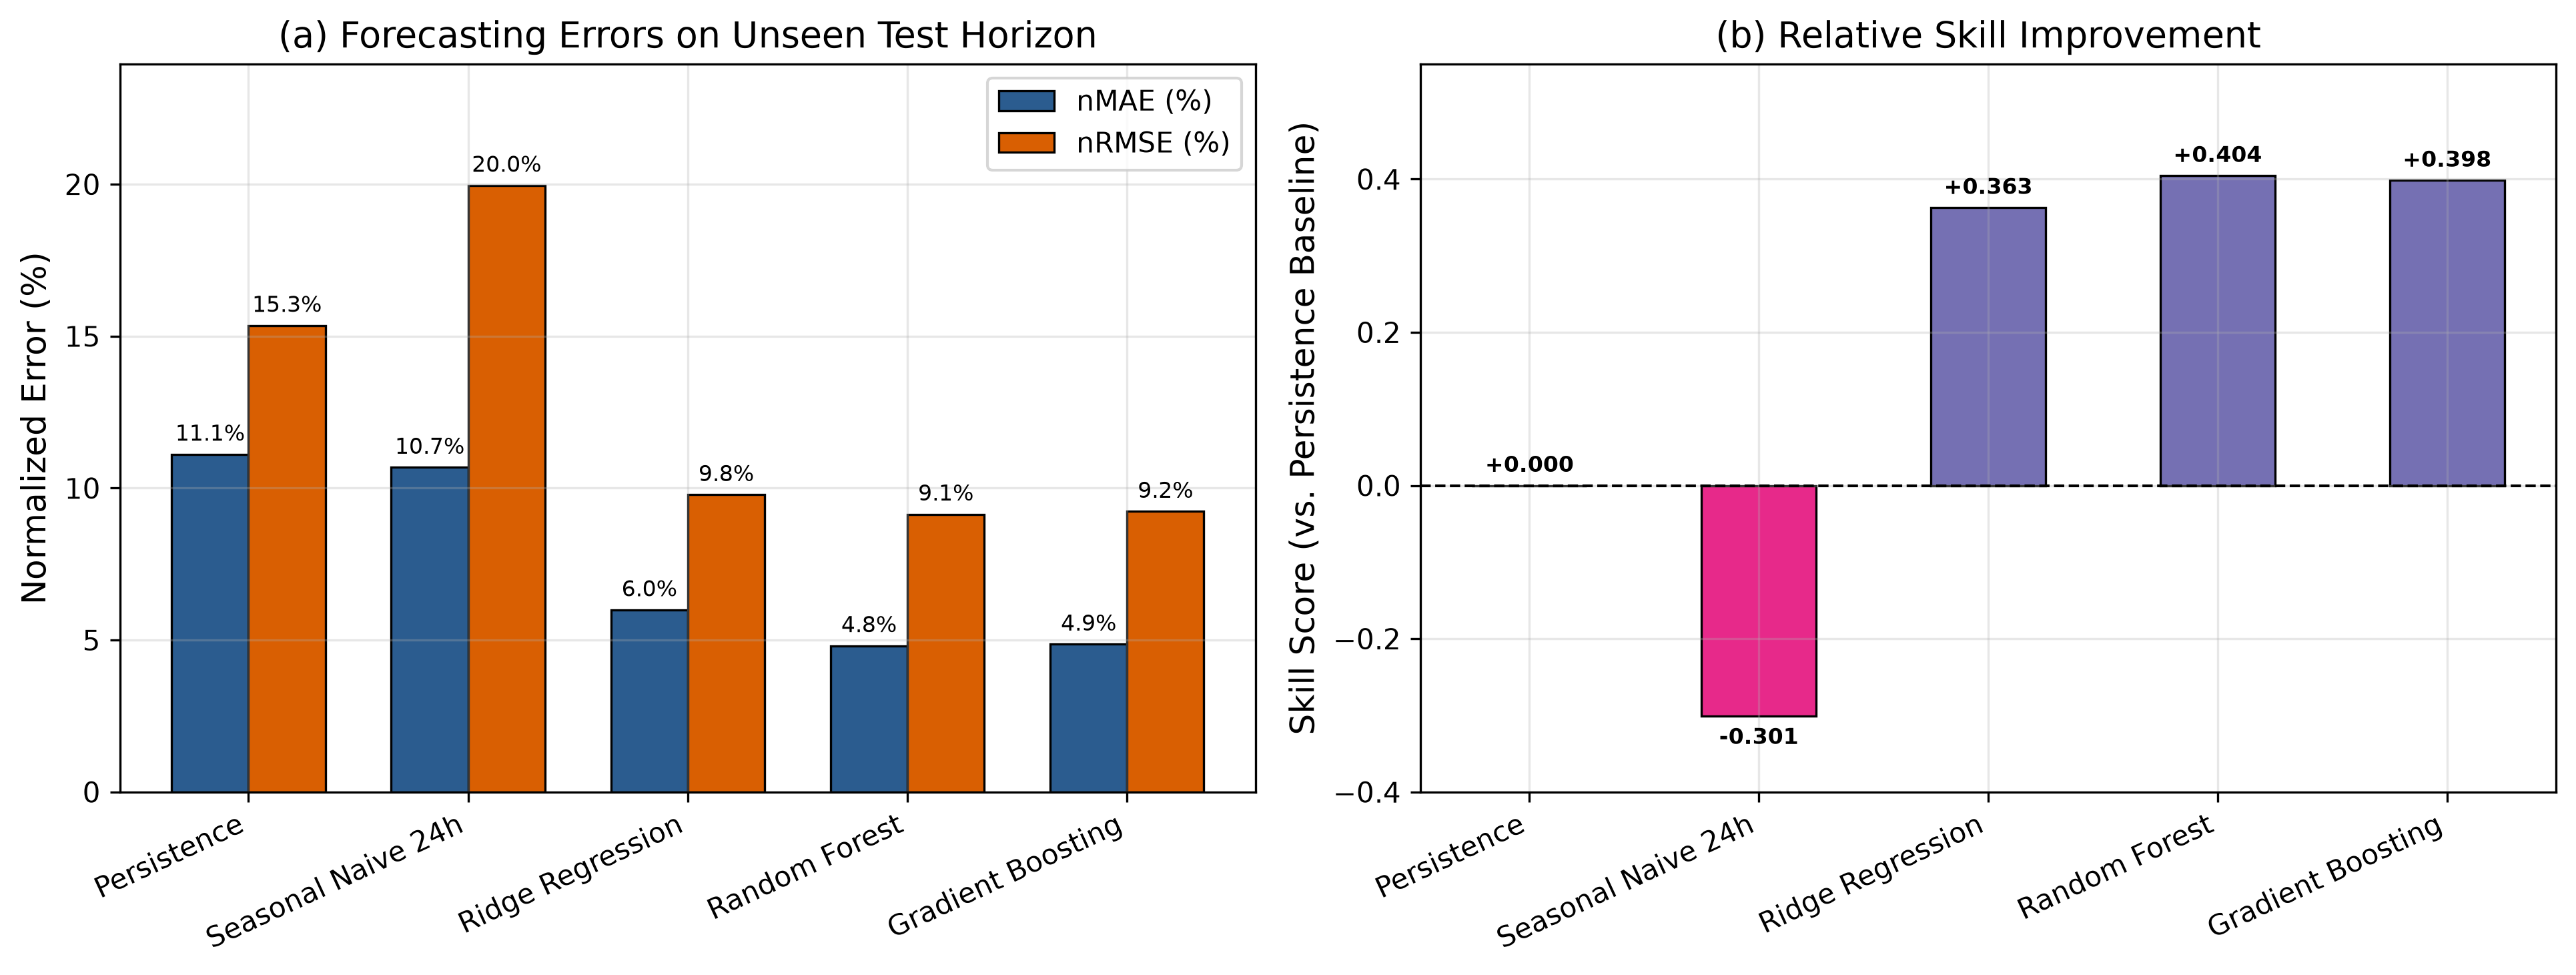 (a) Forecasting Errors on Unseen Test Horizon
Normalized Error (%)
20
15
10
5
0
nMAE (%)
nRMSE (%)
11.1%
15.3%
10.7%
20.0%
6.0%
9.8%
4.8%
9.1%
4.9%
9.2%
Persistence
Seasonal Naive 24h
Ridge Regression
Random Forest
Gradient Boosting
(b) Relative Skill Improvement
Skill Score (vs. Persistence Baseline)
0.4
0.2
0.0
−0.2
−0.4
+0.000
-0.301
+0.363
+0.404
+0.398
Persistence
Seasonal Naive 24h
Ridge Regression
Random Forest
Gradient Boosting